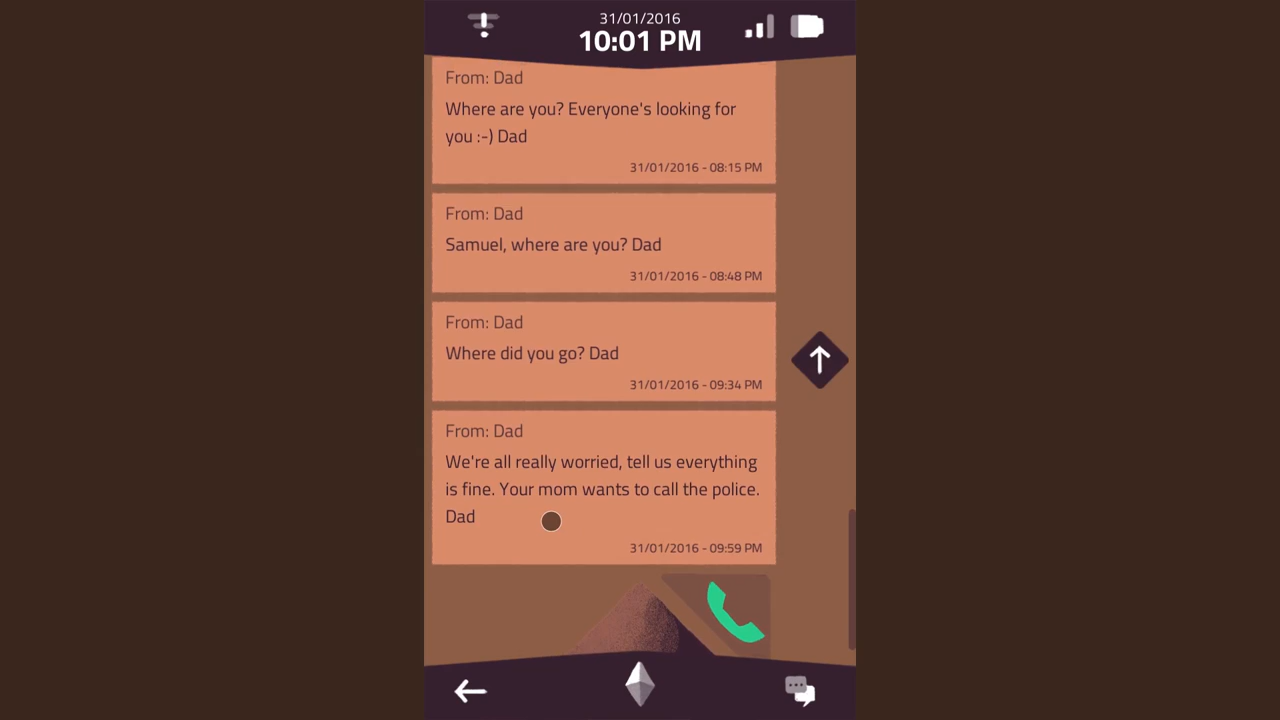 31/01/2016
10:01 PM
From: Dad
Where are you? Everyone's looking for
you :-) Dad
31/01/2016 - 08:15 PM
From: Dad
Samuel, where are you? Dad
31/01/2016 - 08:48 PM
From: Dad
Where did you go? Dad
31/01/2016 - 09:34 PM
From: Dad
We're all really worried, tell us everything
is fine. Your mom wants to call the police.
Dad
31/01/2016 - 09:59 PM